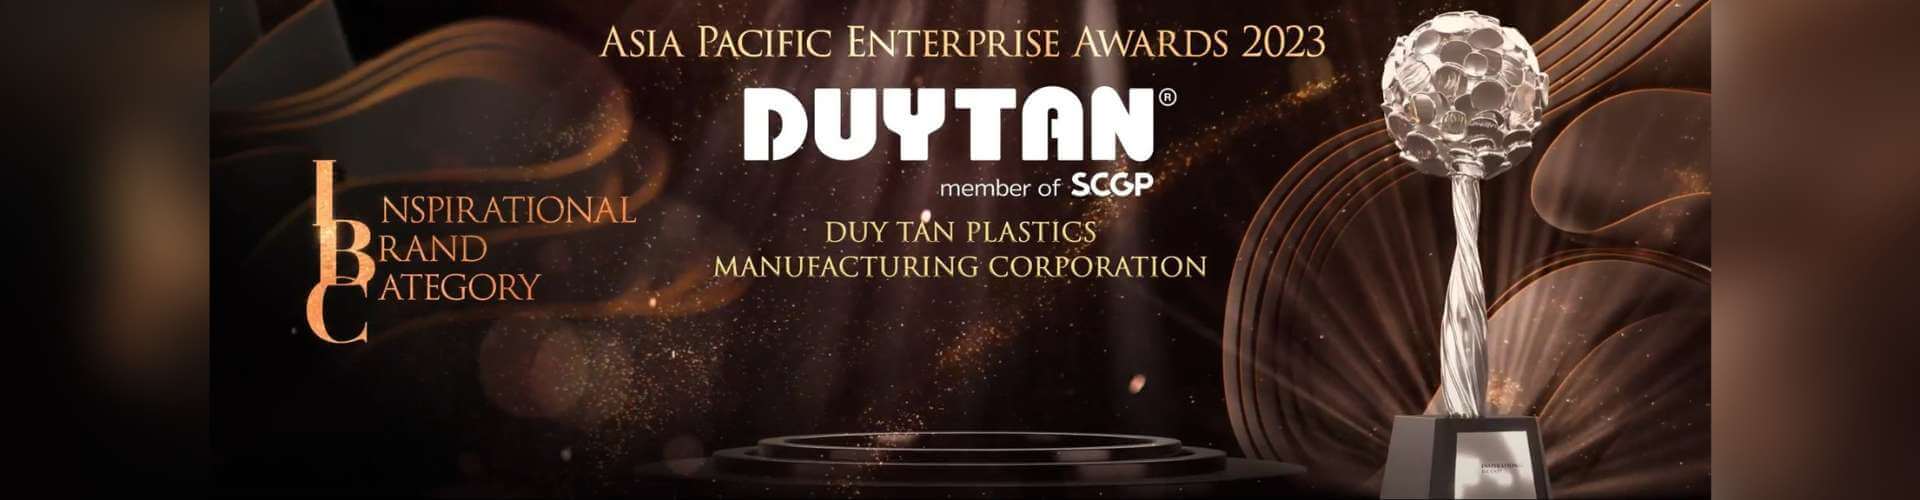 ASIA PACIFIC ENTERPRISE AWARDS 2023
DUYTAN®
member of SCGP
DUY TAN PLASTICS
MANUFACTURING CORPORATION
INSPIRATIONAL
BRAND
CATEGORY